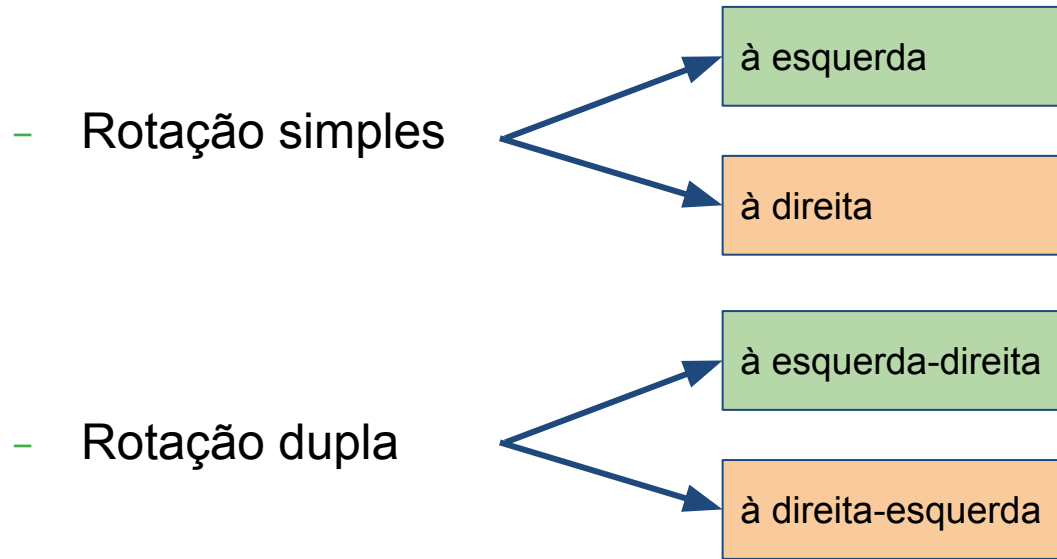 à esquerda
- Rotação simples
à direita
à esquerda-direita
- Rotação dupla
à direita-esquerda